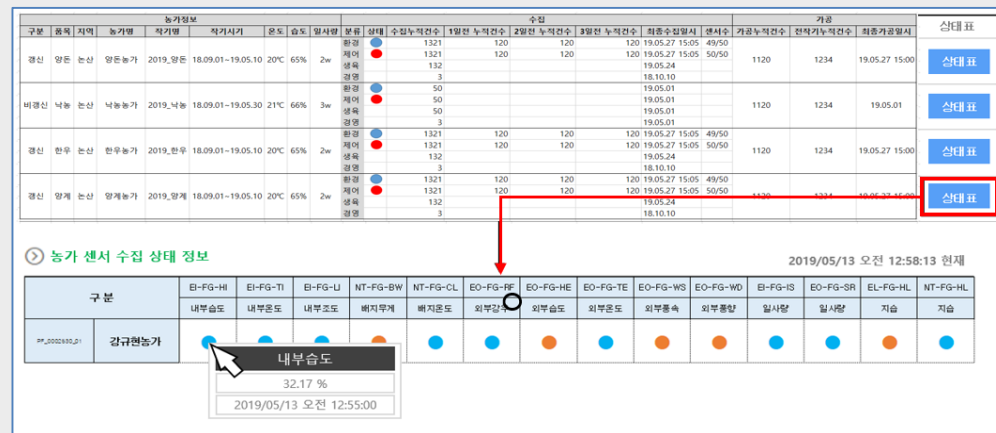 농가정보 수집 가공 상태표
구분 품목 지역 농가명 작기명 작기시기 온도 습도 일사량 분류 상태 수집누적건수 1일전 누적건수 2일전 누적건수 3일전 누적건수 최종수집일시 센서수 가공누적건수 전작기누적건수 최종가공일시
갱신 양돈 논산 양돈농가 2019_양돈 18.09.01~19.05.10 20℃ 65% 2w
환경 1321 120 120 120 19.05.27 15:05 49/50
제어 1321 120 120 120 19.05.27 15:05 50/50
생육 132 19.05.24
경영 3 18.10.10
1120 1234 19.05.27 15:00 상태표
비갱신 낙농 논산 낙농농가 2019_낙농 18.09.01~19.05.30 21℃ 66% 3w
환경 50 19.05.01
제어 50 19.05.01
생육 50 19.05.01
경영 3 19.05.01
1120 1234 19.05.01 상태표
갱신 한우 논산 한우농가 2019_한우 18.09.01~19.05.10 20℃ 65% 2w
환경 1321 120 120 120 19.05.27 15:05 49/50
제어 1321 120 120 120 19.05.27 15:05 50/50
생육 132 19.05.24
경영 3 18.10.10
1120 1234 19.05.27 15:00 상태표
갱신 양계 논산 양계농가 2019_양계 18.09.01~19.05.10 20℃ 65% 2w
환경 1321 120 120 120 19.05.27 15:05 49/50
제어 1321 120 120 120 19.05.27 15:05 50/50
생육 132 19.05.24
경영 3 18.10.10
1120 1234 19.05.27 15:00 상태표
농가 센서 수집 상태 정보
2019/05/13 오전 12:58:13 현재
구분 EI-FG-HI EI-FG-TI EI-FG-LI NT-FG-BW NT-FG-CL EO-FG-RF EO-FG-HE EO-FG-TE EO-FG-WS EO-FG-WD EI-FG-IS EO-FG-SR EL-FG-HL NT-FG-HL
내부습도 내부온도 내부조도 배지무게 배지온도 외부강우 외부습도 외부온도 외부풍속 외부풍향 일사량 일사량 지습 지습
강규현농가
내부습도
32.17 %
2019/05/13 오전 12:55:00